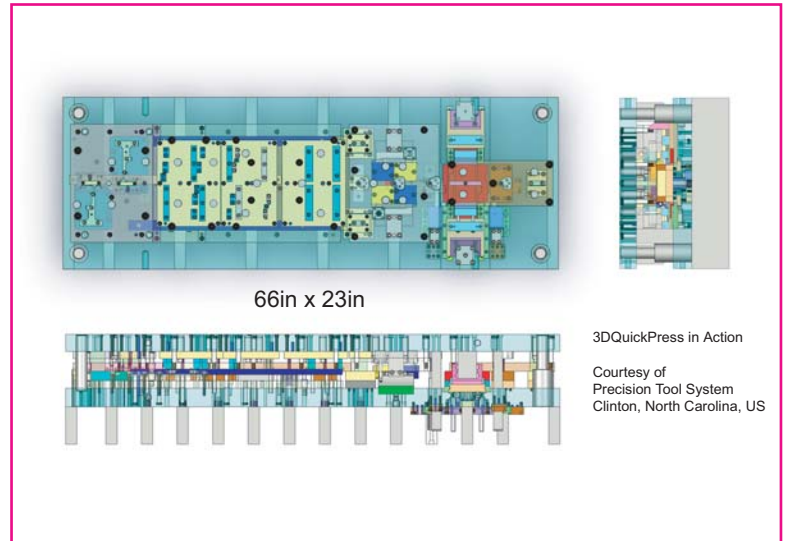 66in x 23in
3DQuickPress in Action
Courtesy of
Precision Tool System
Clinton, North Carolina, US